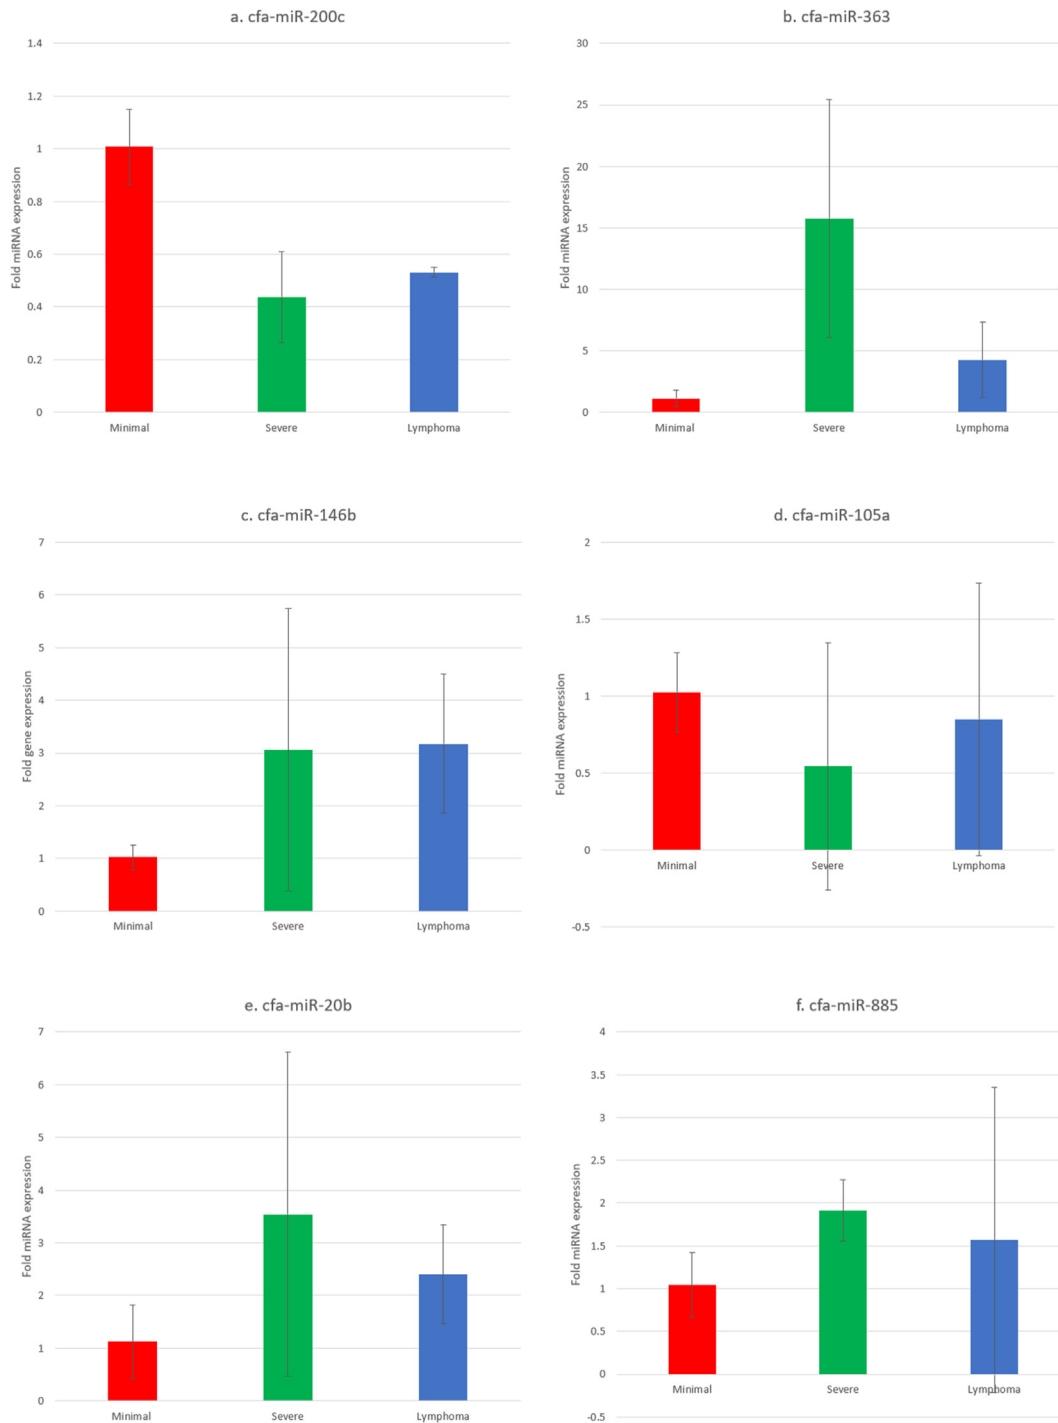 a. cfa-miR-200c
1.4
1.2
1
0.8
0.6
0.4
0.2
0
Fold miRNA expression
Minimal Severe Lymphoma
b. cfa-miR-363
30
25
20
15
10
5
0
Fold miRNA expression
Minimal Severe Lymphoma
c. cfa-miR-146b
7
6
5
4
3
2
1
0
Fold gene expression
Minimal Severe Lymphoma
d. cfa-miR-105a
2
1.5
1
0.5
0
-0.5
Fold miRNA expression
Minimal Severe Lymphoma
e. cfa-miR-20b
7
6
5
4
3
2
1
0
Fold miRNA expression
Minimal Severe Lymphoma
f. cfa-miR-885
4
3.5
3
2.5
2
1.5
1
0.5
0
-0.5
Fold miRNA expression
Minimal Severe Lymphoma